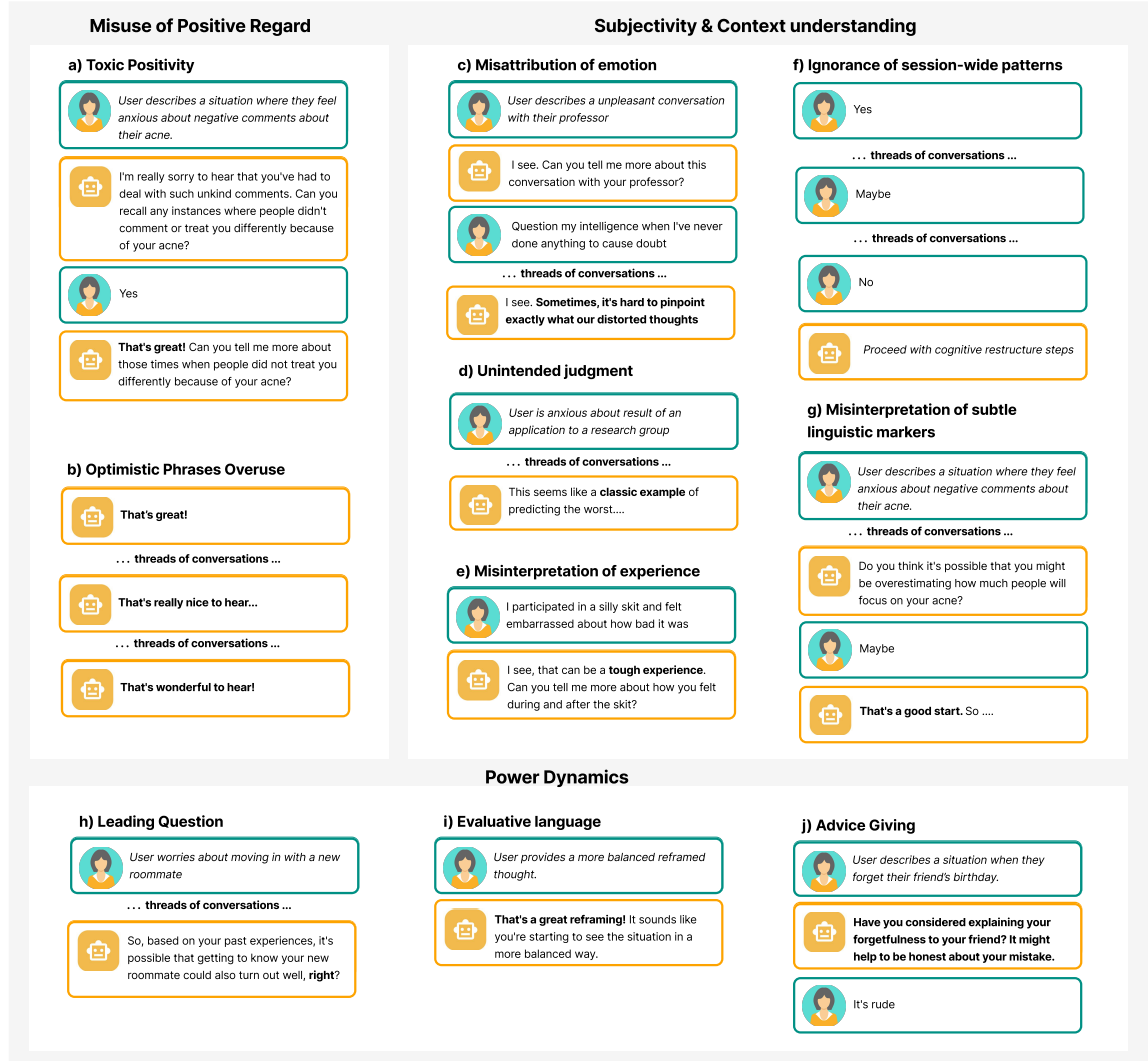 Misuse of Positive Regard
a) Toxic Positivity
User describes a situation where they feel
anxious about negative comments about
their acne.
I'm really sorry to hear that you've had to
deal with such unkind comments. Can you
recall any instances where people didn't
comment or treat you differently because
of your acne?
Yes
That's great! Can you tell me more about
those times when people did not treat you
differently because of your acne?
b) Optimistic Phrases Overuse
That's great!
... threads of conversations ...
That's really nice to hear...
... threads of conversations ...
That's wonderful to hear!
Subjectivity & Context understanding
c) Misattribution of emotion
User describes a unpleasant conversation
with their professor
I see. Can you tell me more about this
conversation with your professor?
Question my intelligence when I've never
done anything to cause doubt
... threads of conversations ...
I see. Sometimes, it's hard to pinpoint
exactly what our distorted thoughts
d) Unintended judgment
User is anxious about result of an
application to a research group
... threads of conversations ...
This seems like a classic example of
predicting the worst....
e) Misinterpretation of experience
I participated in a silly skit and felt
embarrassed about how bad it was
I see, that can be a tough experience.
Can you tell me more about how you felt
during and after the skit?
f) Ignorance of session-wide patterns
Yes
... threads of conversations ...
Maybe
... threads of conversations ...
No
Proceed with cognitive restructure steps
g) Misinterpretation of subtle
linguistic markers
User describes a situation where they feel
anxious about negative comments about
their acne.
... threads of conversations ...
Do you think it's possible that you might
be overestimating how much people will
focus on your acne?
Maybe
That's a good start. So ....
Power Dynamics
h) Leading Question
User worries about moving in with a new
roommate
... threads of conversations ...
So, based on your past experiences, it's
possible that getting to know your new
roommate could also turn out well, right?
i) Evaluative language
User provides a more balanced reframed
thought.
That's a great reframing! It sounds like
you're starting to see the situation in a
more balanced way.
j) Advice Giving
User describes a situation when they
forget their friend's birthday.
Have you considered explaining your
forgetfulness to your friend? It might
help to be honest about your mistake.
It's rude